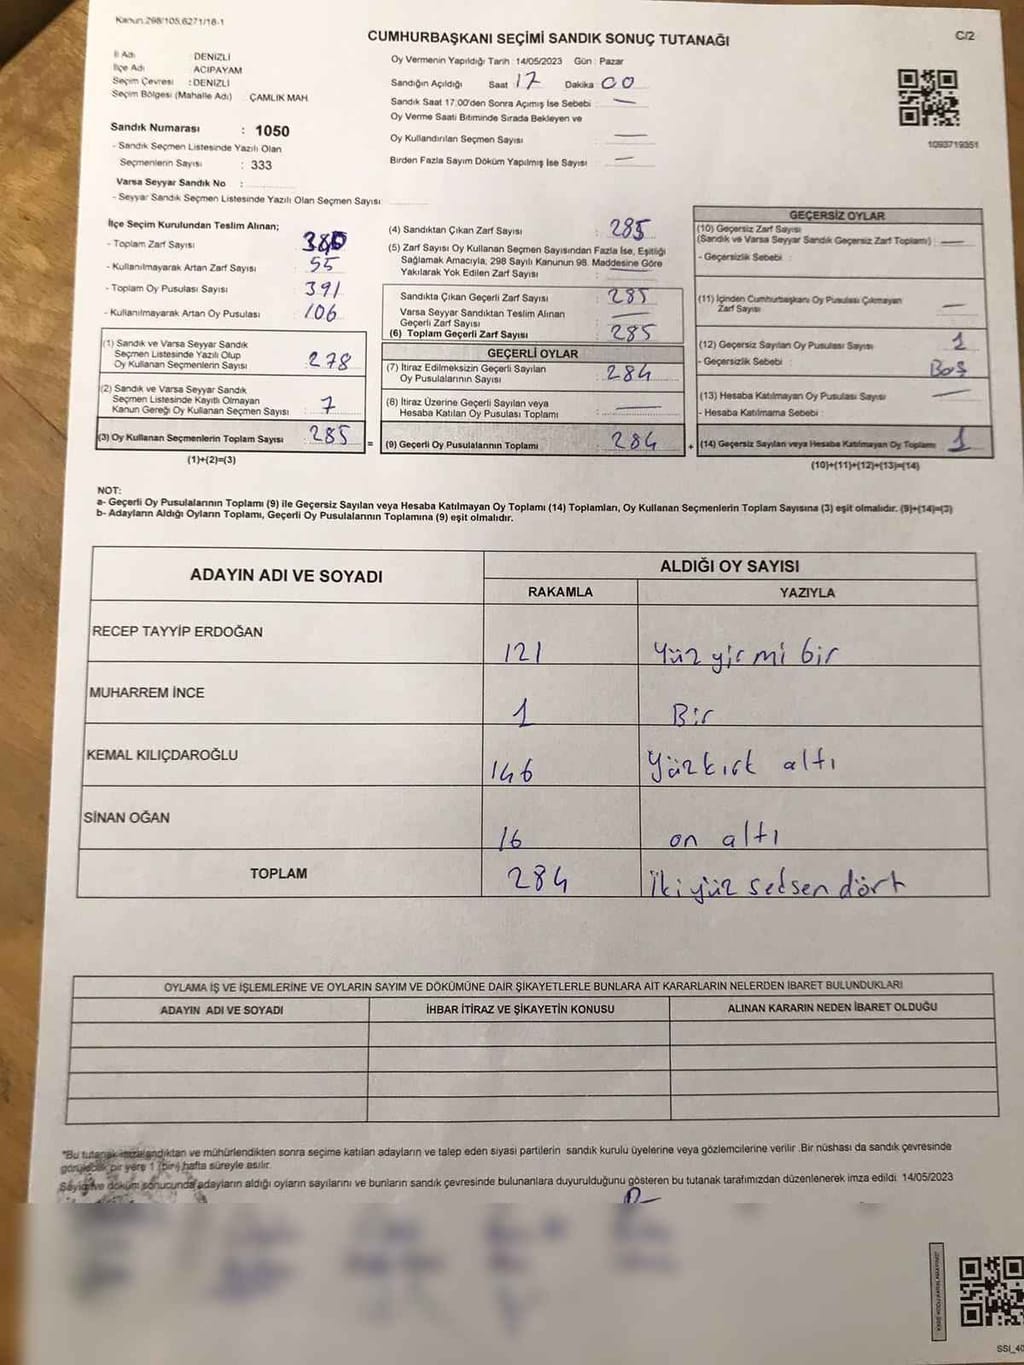 Kanun:298/105,6271/16-1
CUMHURBAŞKANI SEÇİMİ SANDIK SONUÇ TUTANAĞI
C/2
İl Adı : DENİZLİ
İlçe Adı : ACIPAYAM
Seçim Çevresi : DENİZLİ
Seçim Bölgesi (Mahalle Adı) : ÇAMLIK MAH.
Sandık Numarası : 1050
- Sandık Seçmen Listesinde Yazılı Olan
Seçmenlerin Sayısı : 333
Varsa Seyyar Sandık No :
- Seyyar Sandık Seçmen Listesinde Yazılı Olan Seçmen Sayısı
Oy Vermenin Yapıldığı Tarih : 14/05/2023 Gün : Pazar
Sandığın Açıldığı Saat 17 Dakika 00
Sandık Saat 17:00'den Sonra Açımış İse Sebebi : —
Oy Verme Saati Bitiminde Sırada Bekleyen ve
Oy Kullandırılan Seçmen Sayısı : —
Birden Fazla Sayım Döküm Yapılmış İse Sayısı : —
1093719351
İlçe Seçim Kurulundan Teslim Alınan;
- Toplam Zarf Sayısı
- Kullanılmayarak Artan Zarf Sayısı : 55
- Toplam Oy Pusulası Sayısı : 391
- Kullanılmayarak Artan Oy Pusulası : 106
(1) Sandık ve Varsa Seyyar Sandık
Seçmen Listesinde Yazılı Olup
Oy Kullanan Seçmenlerin Sayısı : 278
(2) Sandık ve Varsa Seyyar Sandık
Seçmen Listesinde Kayıtlı Olmayan
Kanun Gereği Oy Kullanan Seçmen Sayısı : 7
(3) Oy Kullanan Seçmenlerin Toplam Sayısı : 285
(1)+(2)=(3)
(4) Sandıktan Çıkan Zarf Sayısı : 285
(5) Zarf Sayısı Oy Kullanan Seçmen Sayısından Fazla İse, Eşitliği
Sağlamak Amacıyla, 298 Sayılı Kanunun 98. Maddesine Göre
Yakılarak Yok Edilen Zarf Sayısı : —
Sandıkta Çıkan Geçerli Zarf Sayısı : 285
Varsa Seyyar Sandıktan Teslim Alınan
Geçerli Zarf Sayısı : —
(6) Toplam Geçerli Zarf Sayısı : 285
GEÇERLİ OYLAR
(7) İtiraz Edilmeksizin Geçerli Sayılan
Oy Pusulalarının Sayısı : 284
(8) İtiraz Üzerine Geçerli Sayılan veya
Hesaba Katılan Oy Pusulası Toplamı : —
= (9) Geçerli Oy Pusulalarının Toplamı : 284
GEÇERSİZ OYLAR
(10) Geçersiz Zarf Sayısı
(Sandık ve Varsa Seyyar Sandık Geçersiz Zarf Toplamı) : —
- Geçersizlik Sebebi :
(11) İçinden Cumhurbaşkanı Oy Pusulası Çıkmayan
Zarf Sayısı : —
(12) Geçersiz Sayılan Oy Pusulası Sayısı : 1
- Geçersizlik Sebebi : Boş
(13) Hesaba Katılmayan Oy Pusulası Sayısı : —
- Hesaba Katılmama Sebebi :
+ (14) Geçersiz Sayılan veya Hesaba Katılmayan Oy Toplamı : 1
(10)+(11)+(12)+(13)=(14)
NOT:
a- Geçerli Oy Pusulalarının Toplamı (9) ile Geçersiz Sayılan veya Hesaba Katılmayan Oy Toplamı (14) Toplamları, Oy Kullanan Seçmenlerin Toplam Sayısına (3) eşit olmalıdır. (9)+(14)=(3)
b- Adayların Aldığı Oyların Toplamı, Geçerli Oy Pusulalarının Toplamına (9) eşit olmalıdır.
ADAYIN ADI VE SOYADI
ALDIĞI OY SAYISI
RAKAMLA YAZIYLA
RECEP TAYYİP ERDOĞAN 121 Yüz yirmi bir
MUHARREM İNCE 1 Bir
KEMAL KILIÇDAROĞLU 146 Yüzkırk altı
SİNAN OĞAN 16 on altı
TOPLAM 284 İkiyüz seksen dört
OYLAMA İŞ VE İŞLEMLERİNE VE OYLARIN SAYIM VE DÖKÜMÜNE DAİR ŞİKAYETLERLE BUNLARA AİT KARARLARIN NELERDEN İBARET BULUNDUKLARI
ADAYIN ADI VE SOYADI İHBAR İTİRAZ VE ŞİKAYETİN KONUSU ALINAN KARARIN NEDEN İBARET OLDUĞU
"Bu tutanak imzalandıktan ve mühürlendikten sonra seçime katılan adayların ve talep eden siyasi partilerin sandık kurulu üyelerine veya gözlemcilerine verilir. Bir nüshası da sandık çevresinde
görülebilir bir yere 1 (bir) hafta süreyle asılır.
Sayım ve döküm sonucunda adayların aldığı oyların sayılarını ve bunların sandık çevresinde bulunanlara duyurulduğunu gösteren bu tutanak tarafımızdan düzenlenerek imza edildi. 14/05/2023